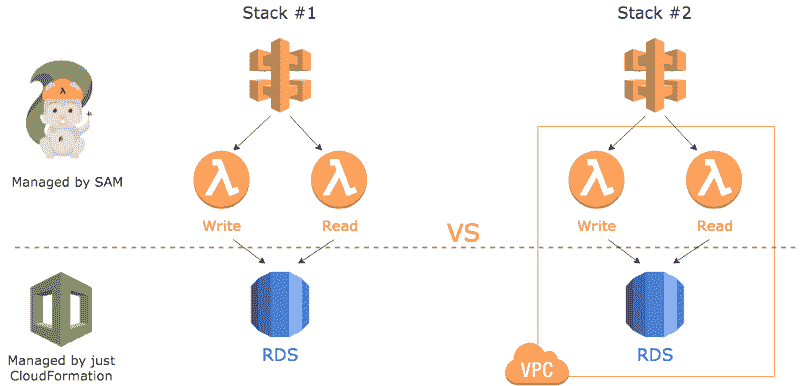 Stack #1
Stack #2
λ
Managed by SAM
λ
λ
λ
λ
Write
Read
Write
Read
VS
Managed by just
CloudFormation
RDS
RDS
VPC